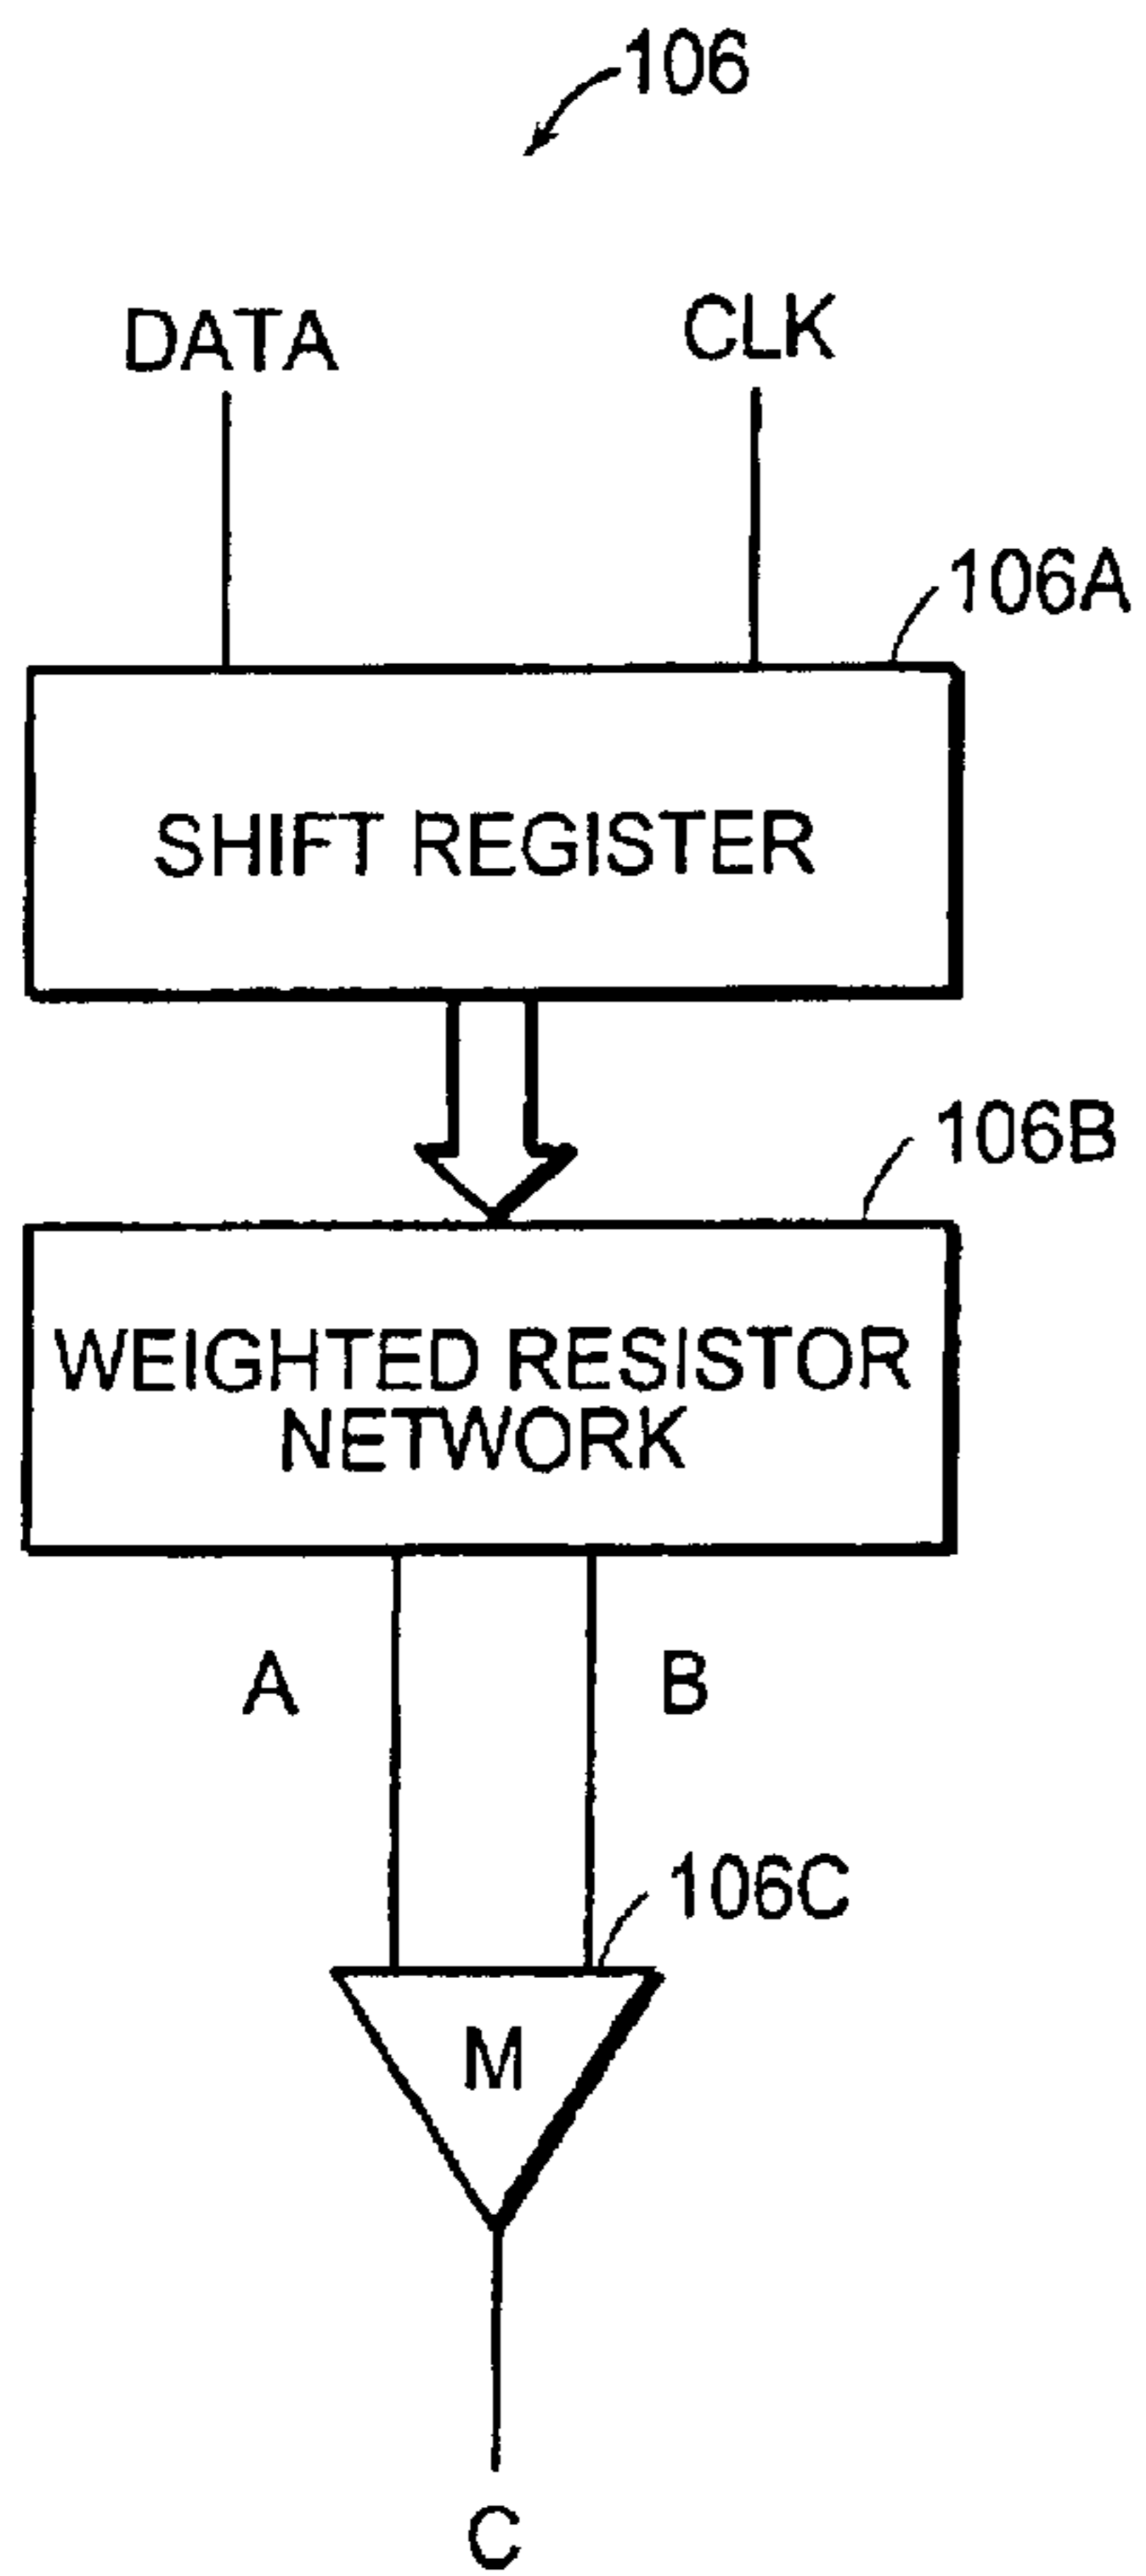 106
DATA
CLK
106A
SHIFT REGISTER
106B
WEIGHTED RESISTOR
NETWORK
A
B
106C
M
C